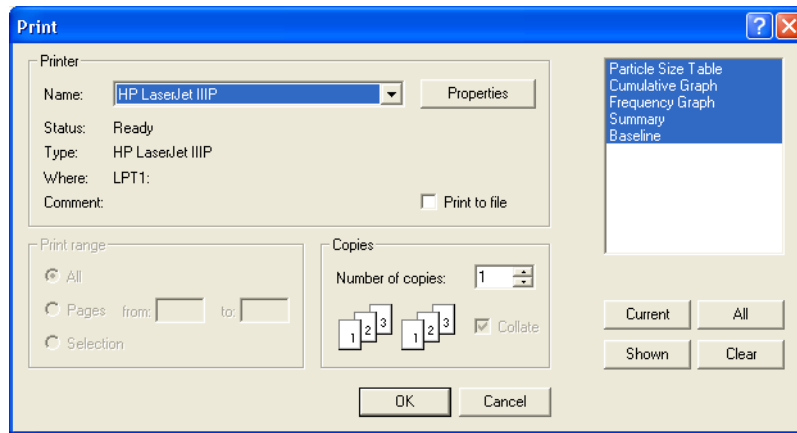 Print
Printer
Name: HP LaserJet IIIP Properties
Status: Ready
Type: HP LaserJet IIIP
Where: LPT1:
Comment: Print to file
Print range
All
Pages from: to:
Selection
Copies
Number of copies: 1
1 2 3 1 2 3 Collate
OK Cancel
Particle Size Table
Cumulative Graph
Frequency Graph
Summary
Baseline
Current All
Shown Clear